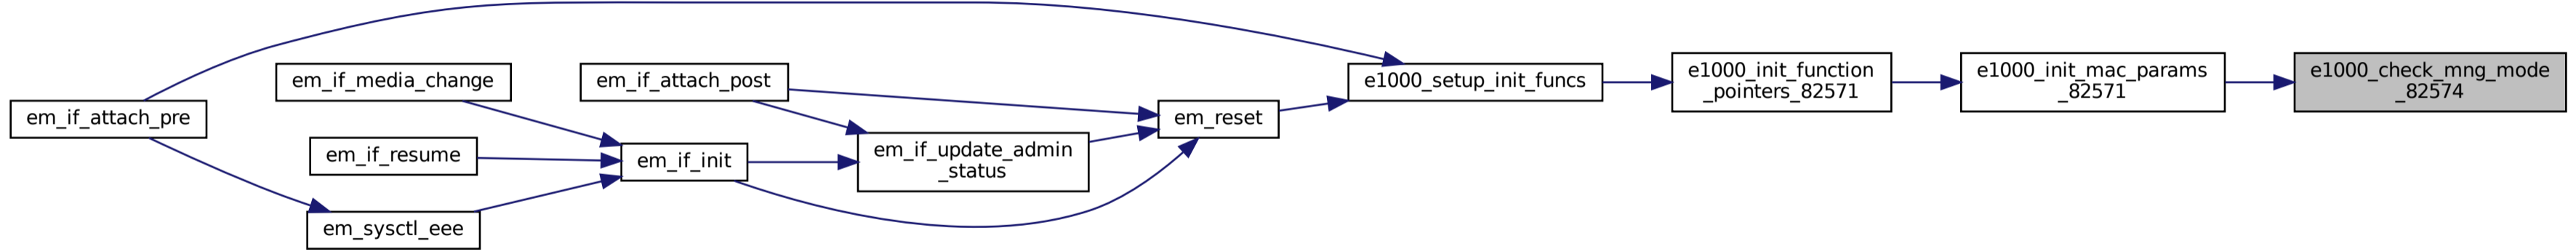 em_if_attach_pre
em_if_media_change
em_if_resume
em_sysctl_eee
em_if_attach_post
em_if_init
em_if_update_admin
_status
em_reset
e1000_setup_init_funcs
e1000_init_function
_pointers_82571
e1000_init_mac_params
_82571
e1000_check_mng_mode
_82574